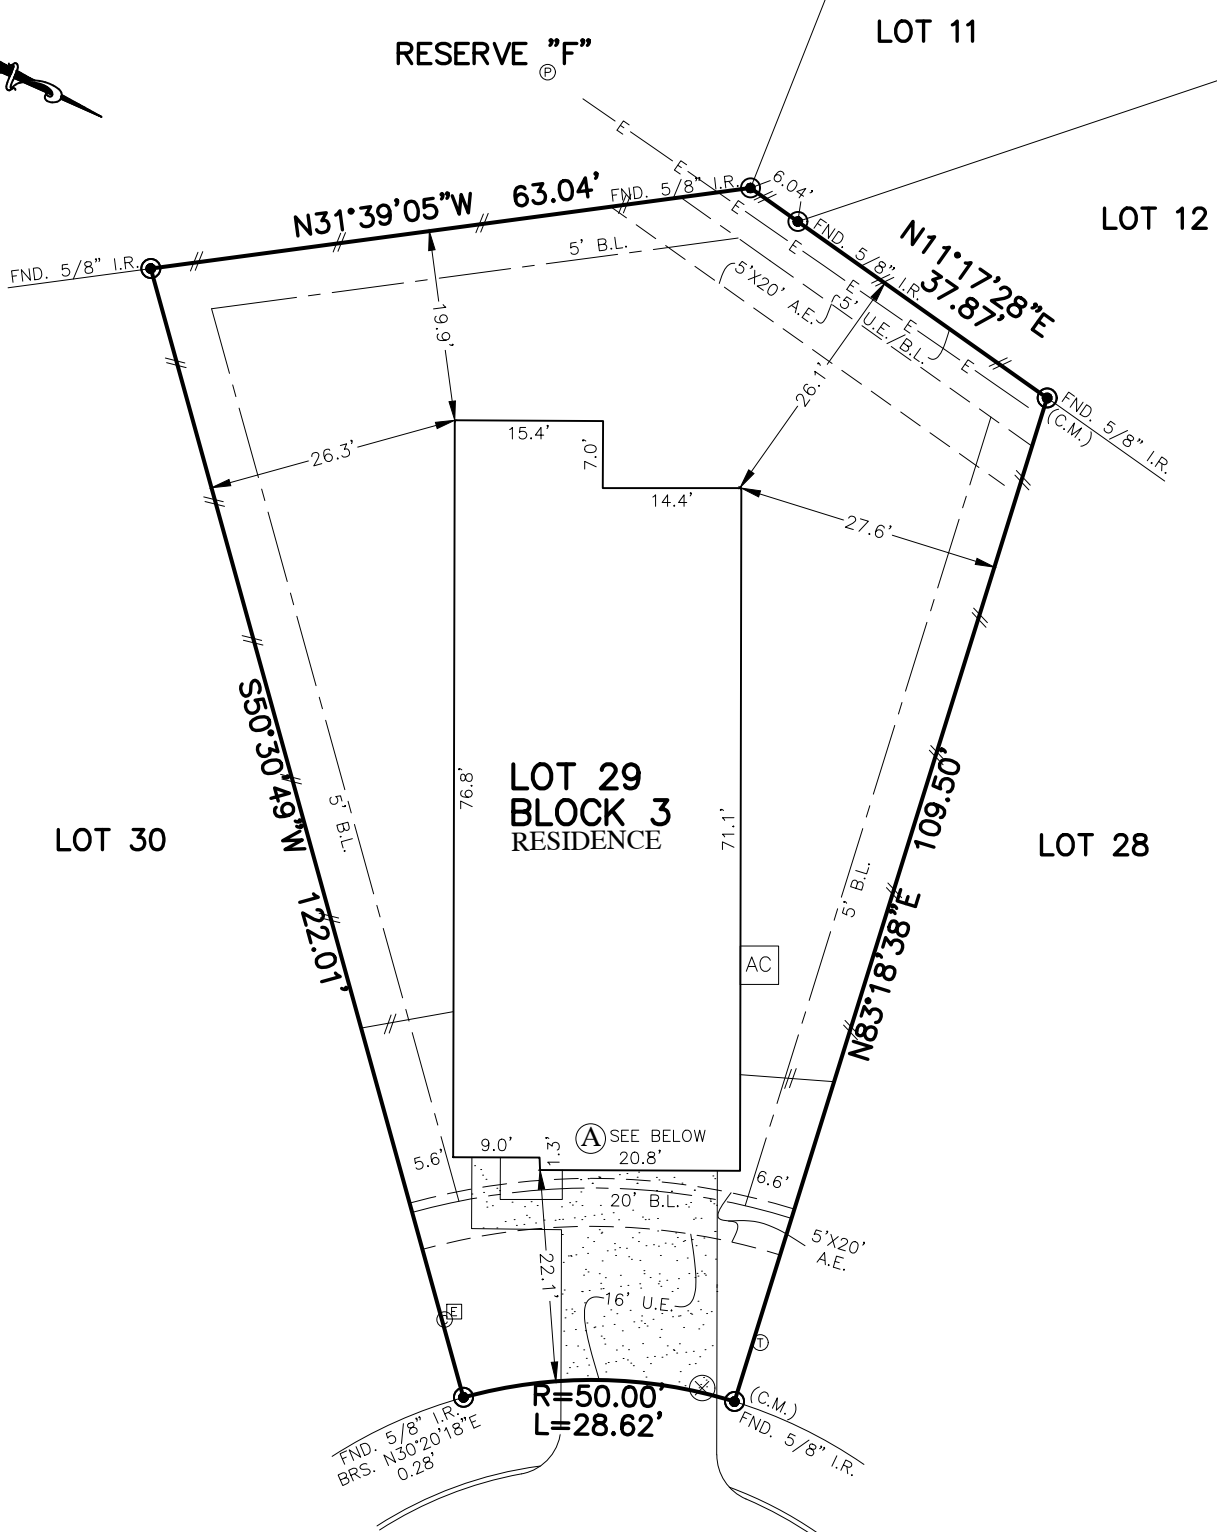 LOT 11
RESERVE "F"
P
6.04'
FND. 5/8" I.R.
N31°39'05"W 63.04'
LOT 12
FND. 5/8" I.R.
N11°17'28"E
37.87'
FND. 5/8" I.R.
5' B.L.
E
E
E
E
E
E
E
5'X20' A.E.
5' U.E./B.L.
19.9'
26.1'
FND. 5/8" I.R.
(C.M.)
15.4'
26.3'
7.0'
14.4'
27.6'
S50°30'49"W 122.01'
LOT 29
BLOCK 3
RESIDENCE
76.8'
71.1'
5' B.L.
LOT 30
LOT 28
5' B.L.
N83°18'38"E 109.50'
AC
A SEE BELOW
9.0'
1.3'
20.8'
5.6'
6.6'
20' B.L.
5'X20'
A.E.
22.1'
16' U.E.
E
T
R=50.00'
L=28.62'
(C.M.)
FND. 5/8" I.R.
FND. 5/8" I.R.
BRS. N30°20'18"E
0.28'